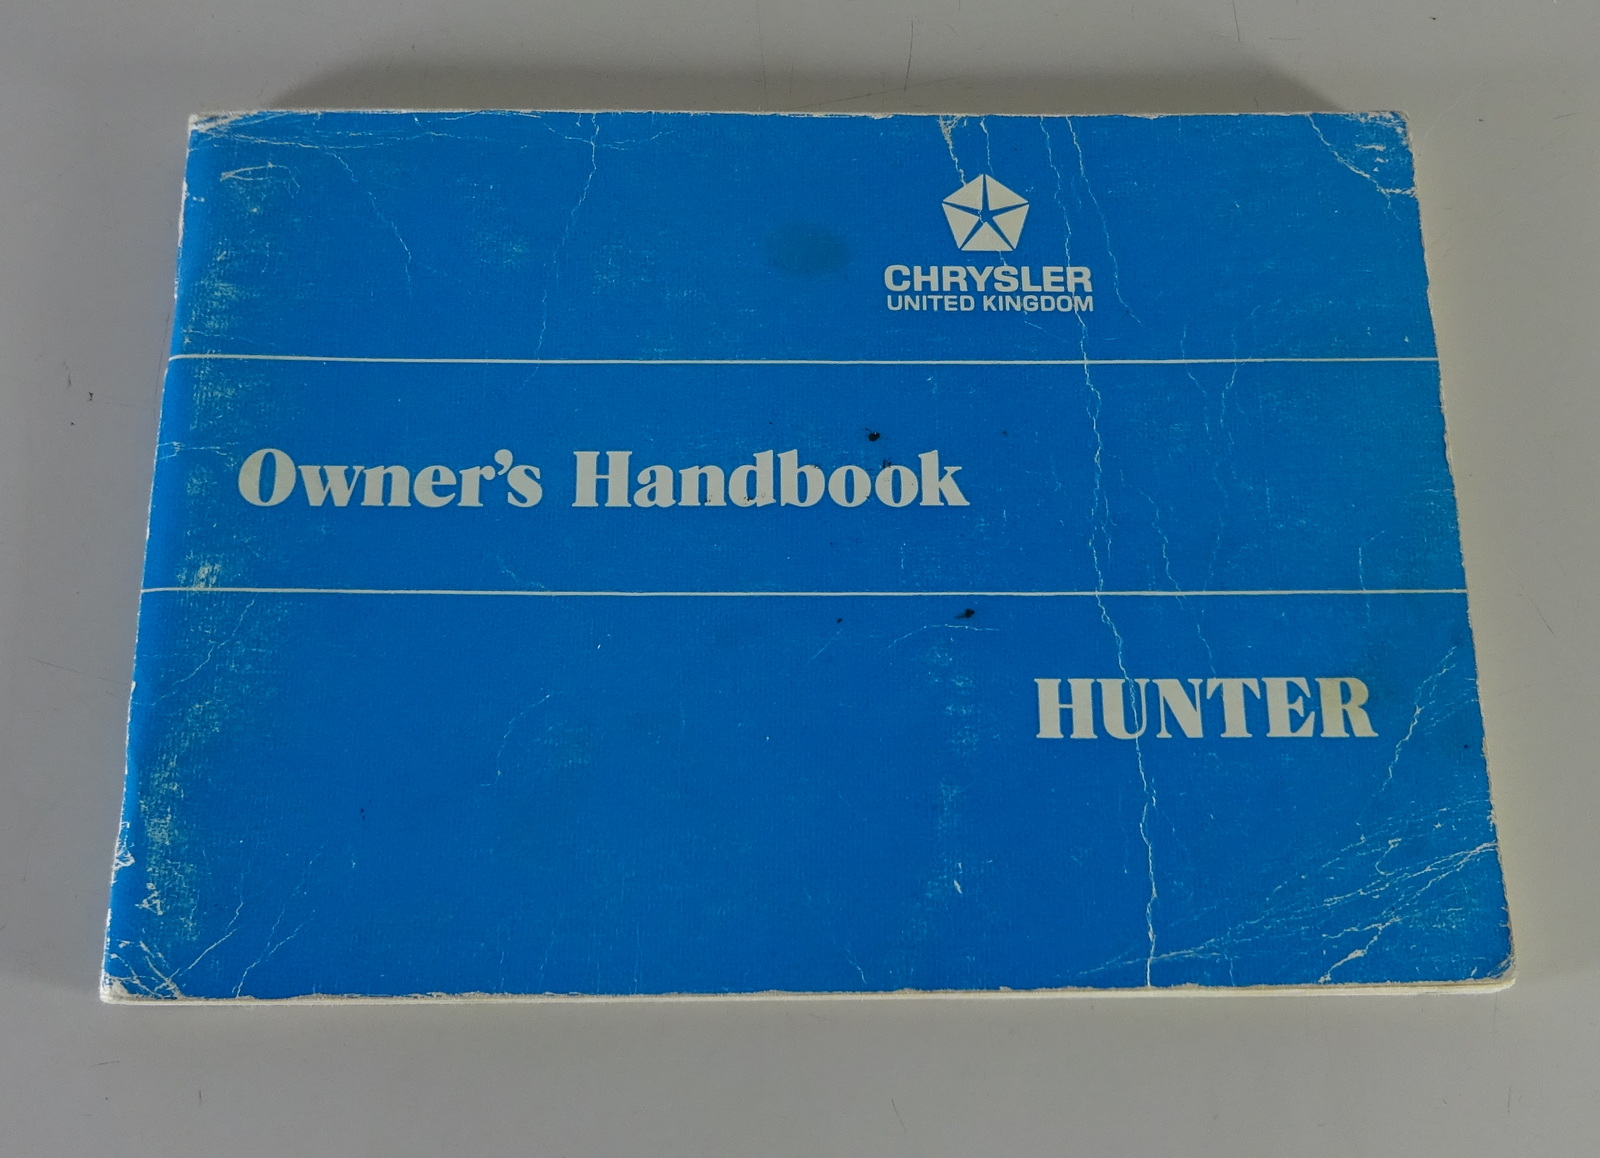 CHRYSLER
UNITED KINGDOM
Owner's Handbook
HUNTER